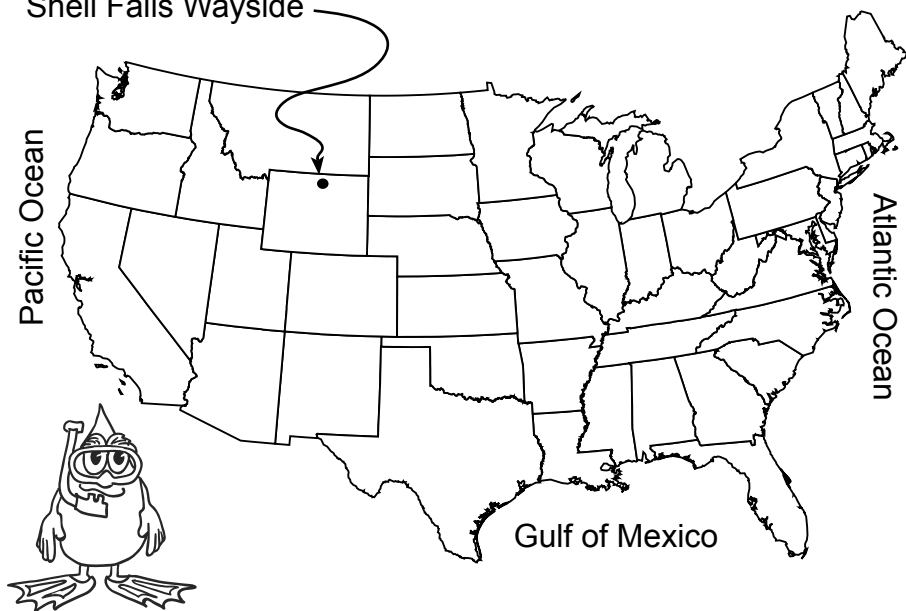 Shell Falls Wayside
Pacific Ocean
Atlantic Ocean
Gulf of Mexico